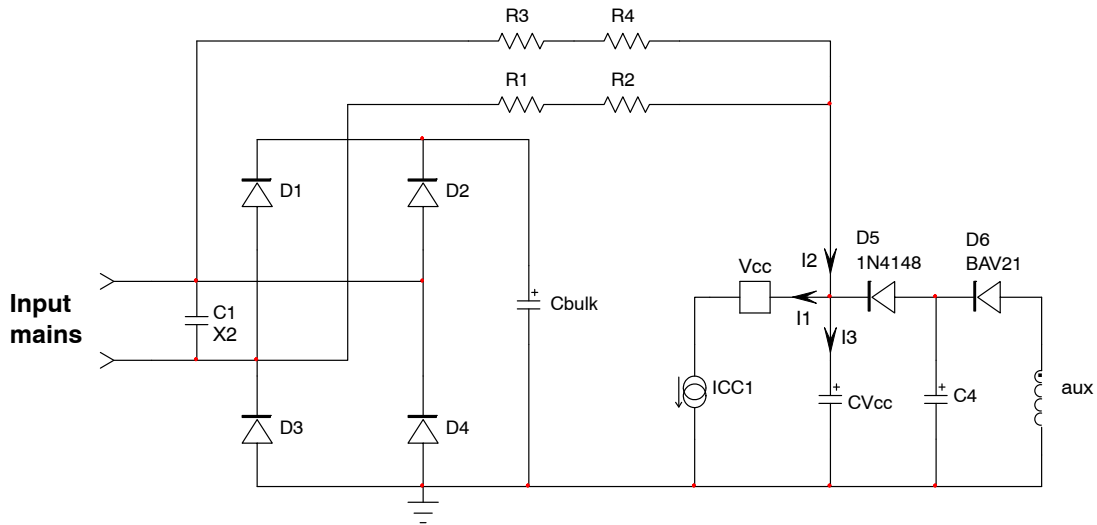 R3
R4
R1
R2
D1
D2
D5
1N4148
D6
BAV21
Vcc
I2
I1
I3
Input
mains
C1
X2
+
Cbulk
ICC1
+
CVcc
+
C4
aux
D3
D4